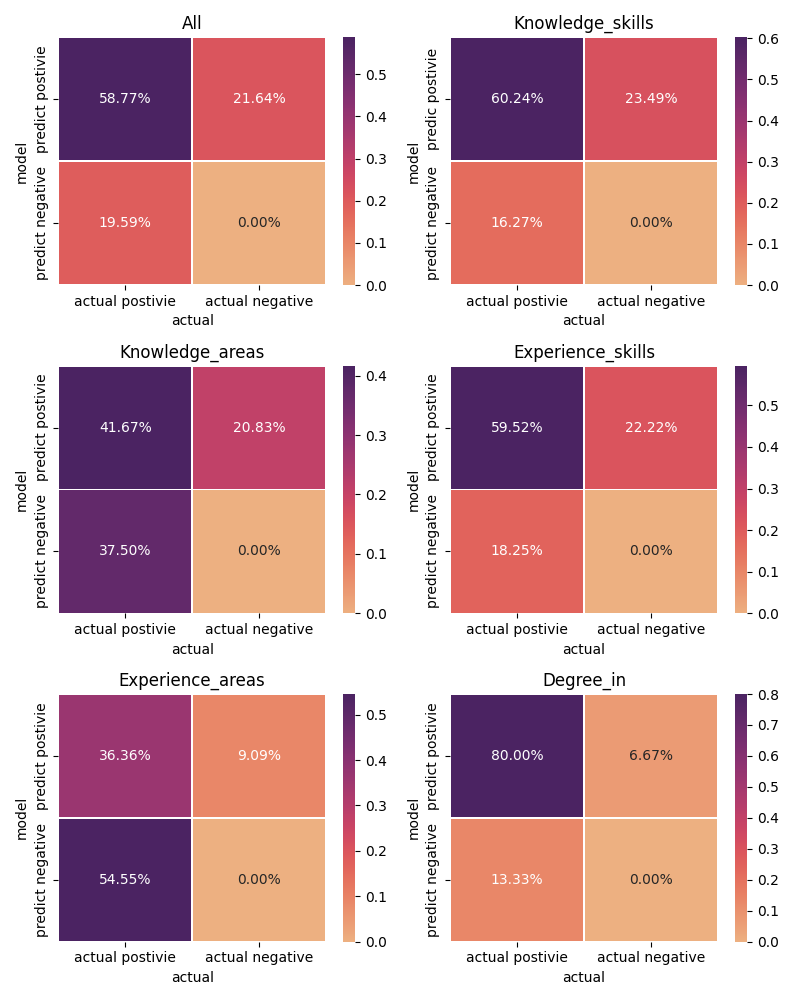 All
predict postivie
predict negative
model
58.77%
21.64%
19.59%
0.00%
actual postivie
actual negative
actual
0.5
0.4
0.3
0.2
0.1
0.0
Knowledge_skills
predic postivie
predict negative
model
60.24%
23.49%
16.27%
0.00%
actual postivie
actual negative
actual
0.6
0.5
0.4
0.3
0.2
0.1
0.0
Knowledge_areas
predict postivie
predict negative
model
41.67%
20.83%
37.50%
0.00%
actual postivie
actual negative
actual
0.4
0.3
0.2
0.1
0.0
Experience_skills
predict postivie
predict negative
model
59.52%
22.22%
18.25%
0.00%
actual postivie
actual negative
actual
0.5
0.4
0.3
0.2
0.1
0.0
Experience_areas
predict postivie
predict negative
model
36.36%
9.09%
54.55%
0.00%
actual postivie
actual negative
actual
0.5
0.4
0.3
0.2
0.1
0.0
Degree_in
predict postivie
predict negative
model
80.00%
6.67%
13.33%
0.00%
actual postivie
actual negative
actual
0.8
0.7
0.6
0.5
0.4
0.3
0.2
0.1
0.0